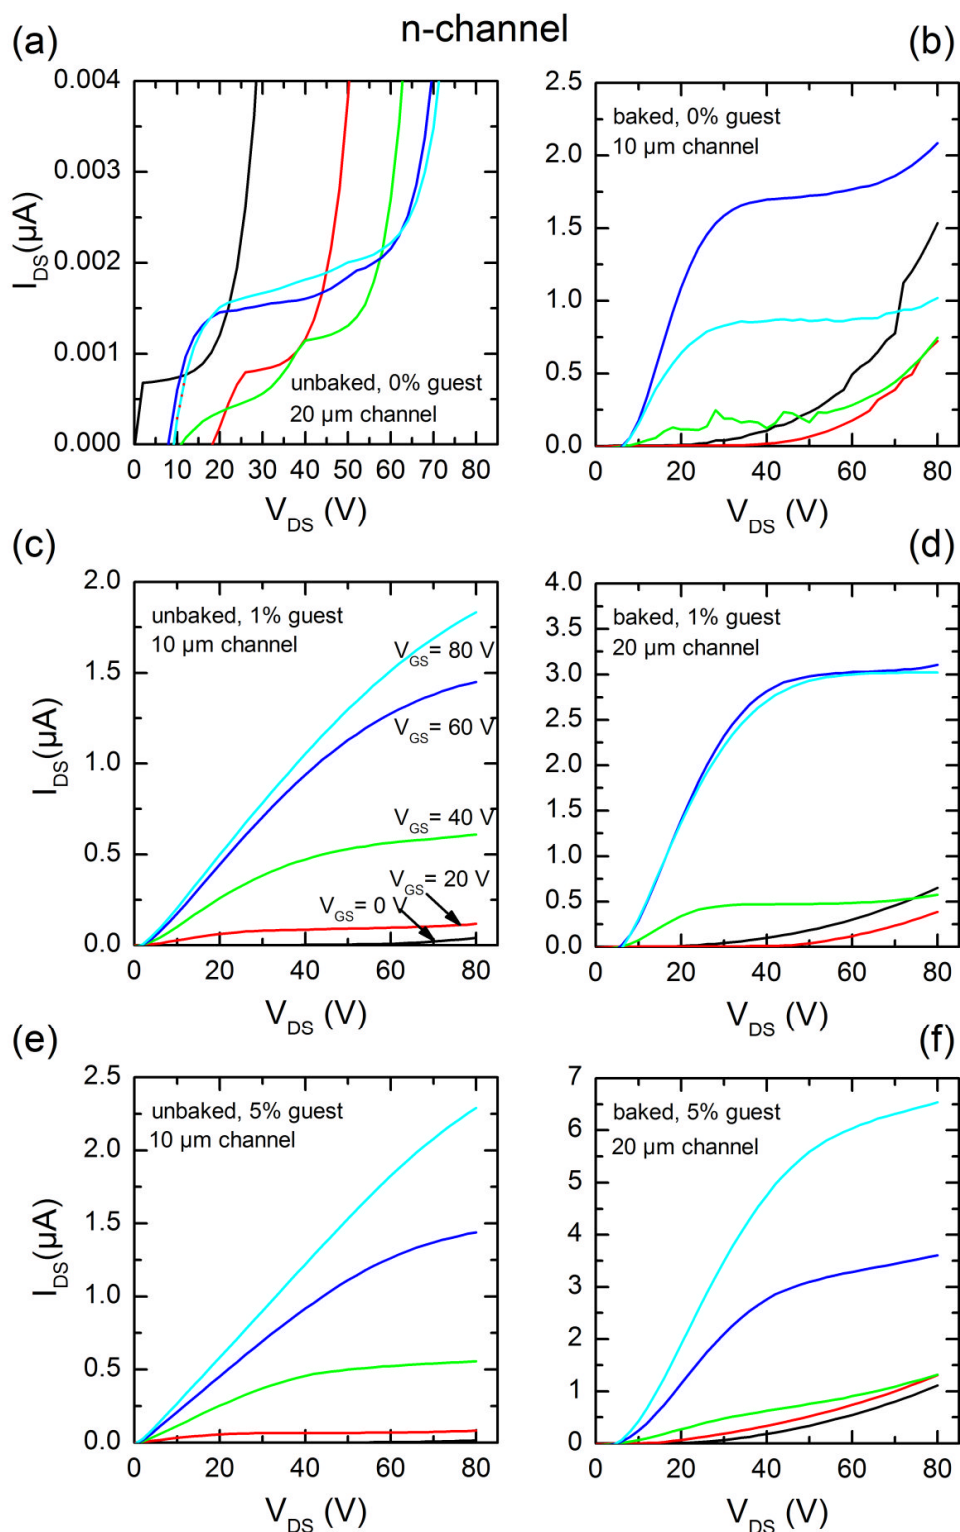 n-channel
(a)
(b)
0.004
0.003
0.002
0.001
0.000
I_DS(μA)
unbaked, 0% guest
20 μm channel
0 10 20 30 40 50 60 70 80
V_DS (V)
2.5
2.0
1.5
1.0
0.5
0.0
baked, 0% guest
10 μm channel
0 20 40 60 80
V_DS (V)
(c)
(d)
2.0
1.5
1.0
0.5
0.0
I_DS(μA)
unbaked, 1% guest
10 μm channel
V_GS= 80 V
V_GS= 60 V
V_GS= 40 V
V_GS= 20 V
V_GS= 0 V
0 20 40 60 80
V_DS (V)
4.0
3.5
3.0
2.5
2.0
1.5
1.0
0.5
0.0
baked, 1% guest
20 μm channel
0 20 40 60 80
V_DS (V)
(e)
(f)
2.5
2.0
1.5
1.0
0.5
0.0
I_DS(μA)
unbaked, 5% guest
10 μm channel
0 20 40 60 80
V_DS (V)
7
6
5
4
3
2
1
0
baked, 5% guest
20 μm channel
0 20 40 60 80
V_DS (V)